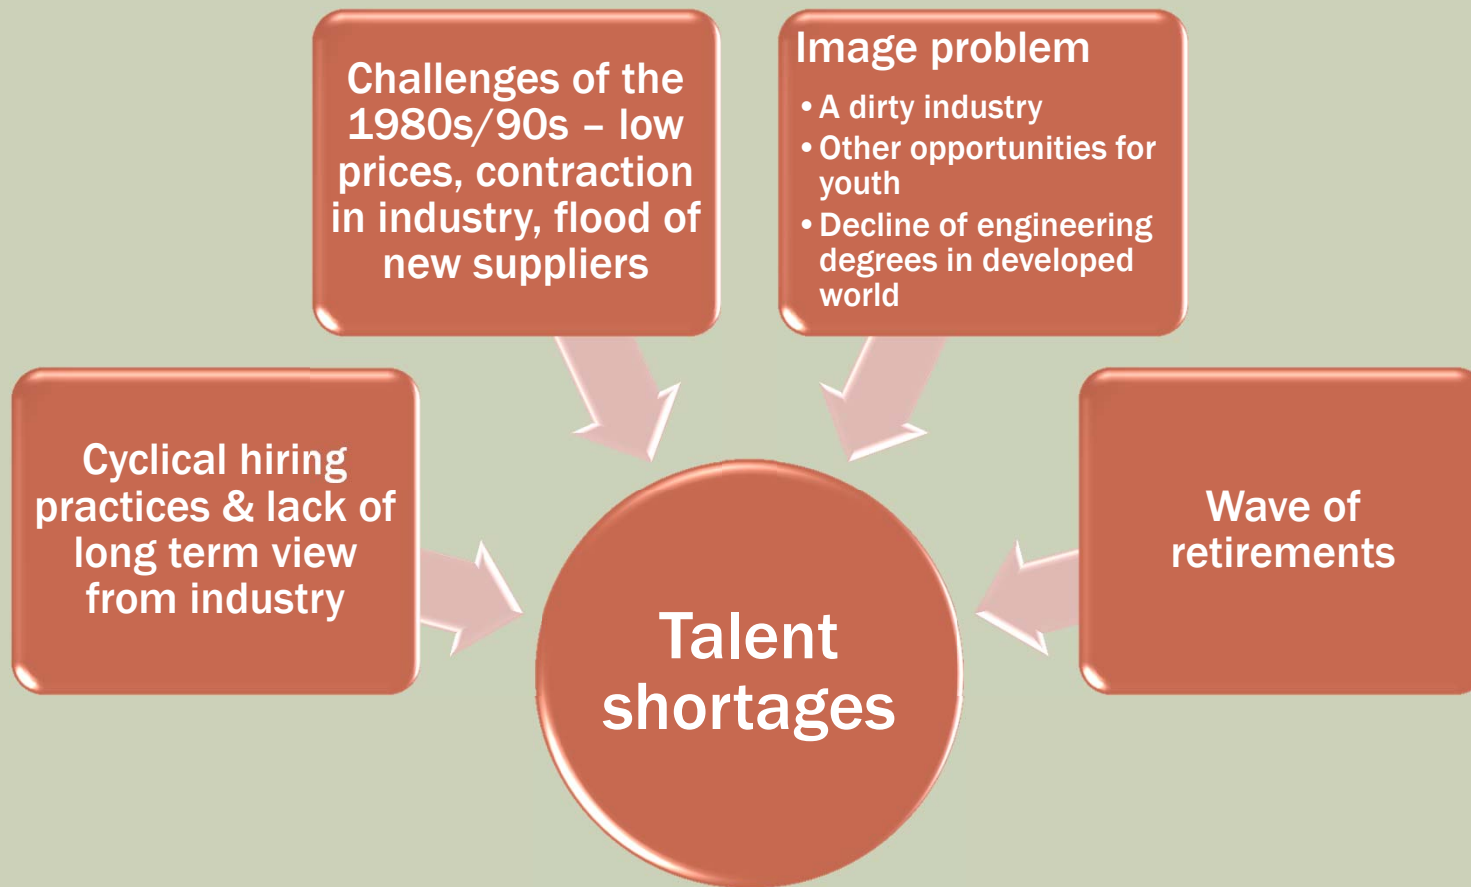 Challenges of the
1980s/90s – low
prices, contraction
in industry, flood of
new suppliers
Image problem
• A dirty industry
• Other opportunities for
youth
• Decline of engineering
degrees in developed
world
Cyclical hiring
practices & lack of
long term view
from industry
Wave of
retirements
Talent
shortages